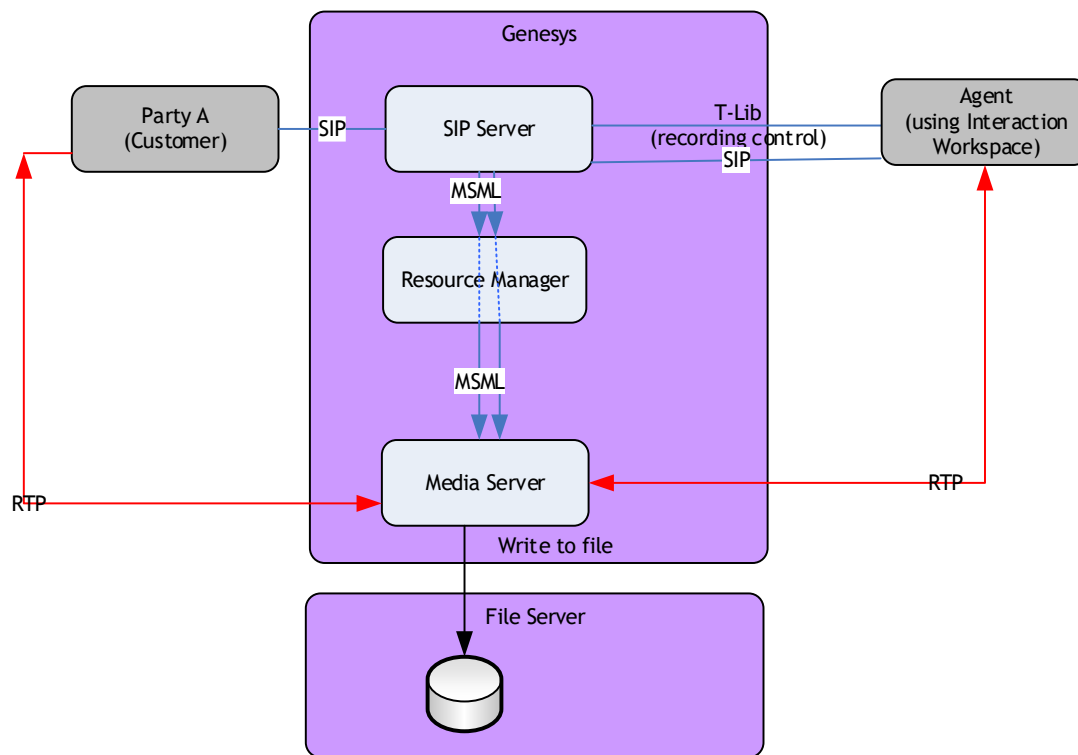 Genesys
Party A
(Customer)
SIP
SIP Server
T-Lib
(recording control)
SIP
Agent
(using Interaction
Workspace)
MSML
Resource Manager
MSML
Media Server
RTP
RTP
Write to file
File Server